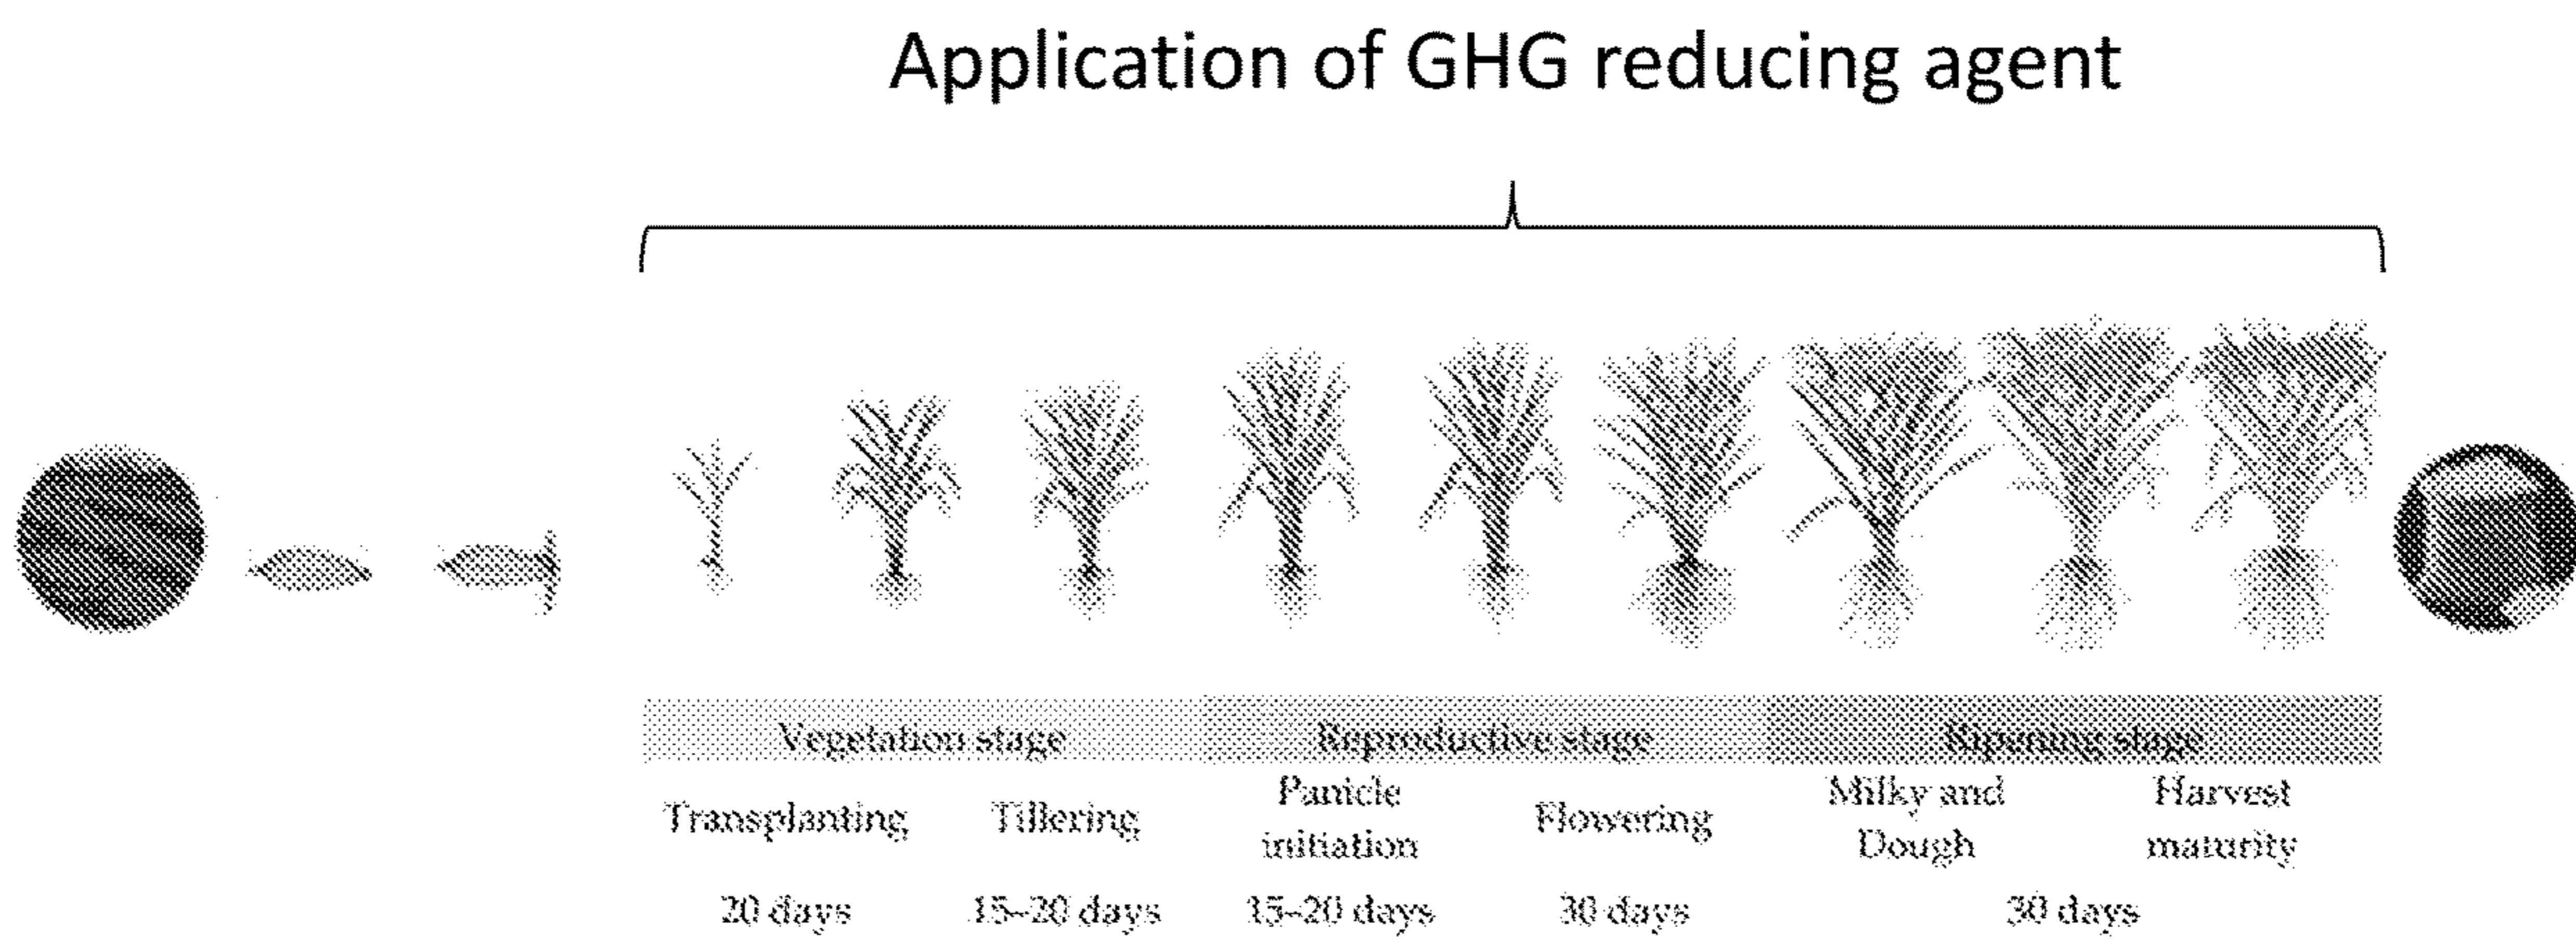 Application of GHG reducing agent
Vegetation stage
Reproductive stage
Ripening stage
Transplanting
Tillering
Panicle
initiation
Flowering
Milky and
Dough
Harvest
maturity
20 days
15–20 days
15–20 days
30 days
30 days